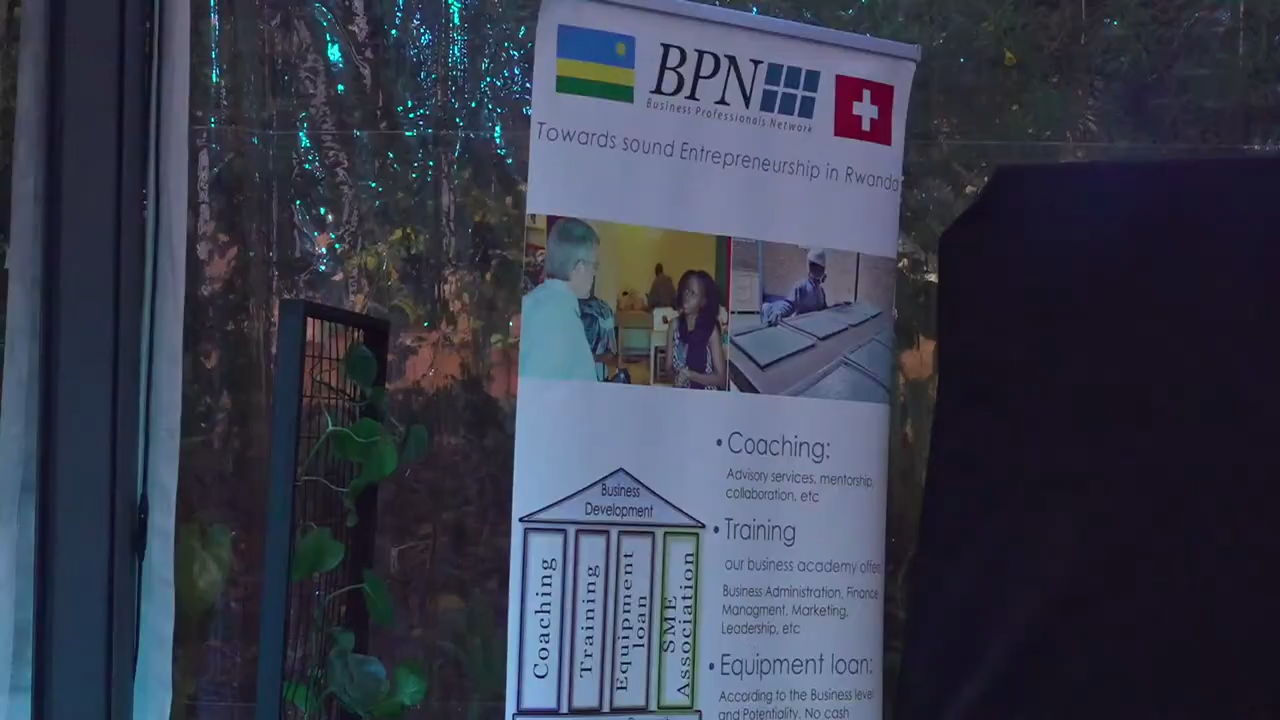 BPN
Business Professionals Network
Towards sound Entrepreneurship in Rwanda
Business
Development
Coaching
Training
Equipment
loan
SME
Association
• Coaching:
Advisory services, mentorship,
collaboration, etc
• Training
our business academy offer
Business Administration, Finance
Managment, Marketing,
Leadership, etc
• Equipment loan:
According to the Business level
and Potentiality. No cash